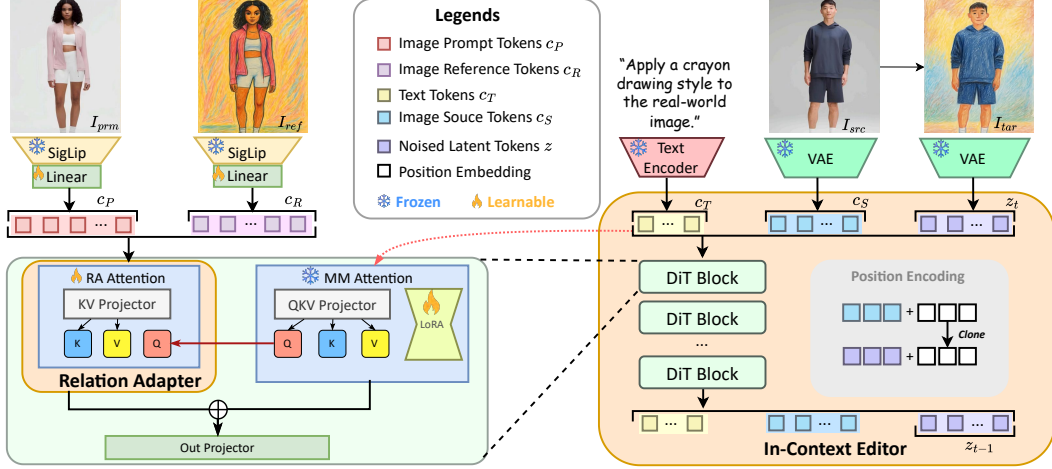 I_prm
I_ref
SigLip
Linear
SigLip
Linear
c_P
c_R
Legends
Image Prompt Tokens c_P
Image Reference Tokens c_R
Text Tokens c_T
Image Souce Tokens c_S
Noised Latent Tokens z
Position Embedding
Frozen
Learnable
“Apply a crayon
drawing style to
the real-world
image.”
I_src
I_tar
Text
Encoder
VAE
VAE
c_T
c_S
z_t
RA Attention
KV Projector
K
V
Q
Relation Adapter
MM Attention
QKV Projector
Q
K
V
LoRA
Out Projector
DiT Block
DiT Block
...
DiT Block
Position Encoding
+
Clone
+
In-Context Editor
z_{t-1}